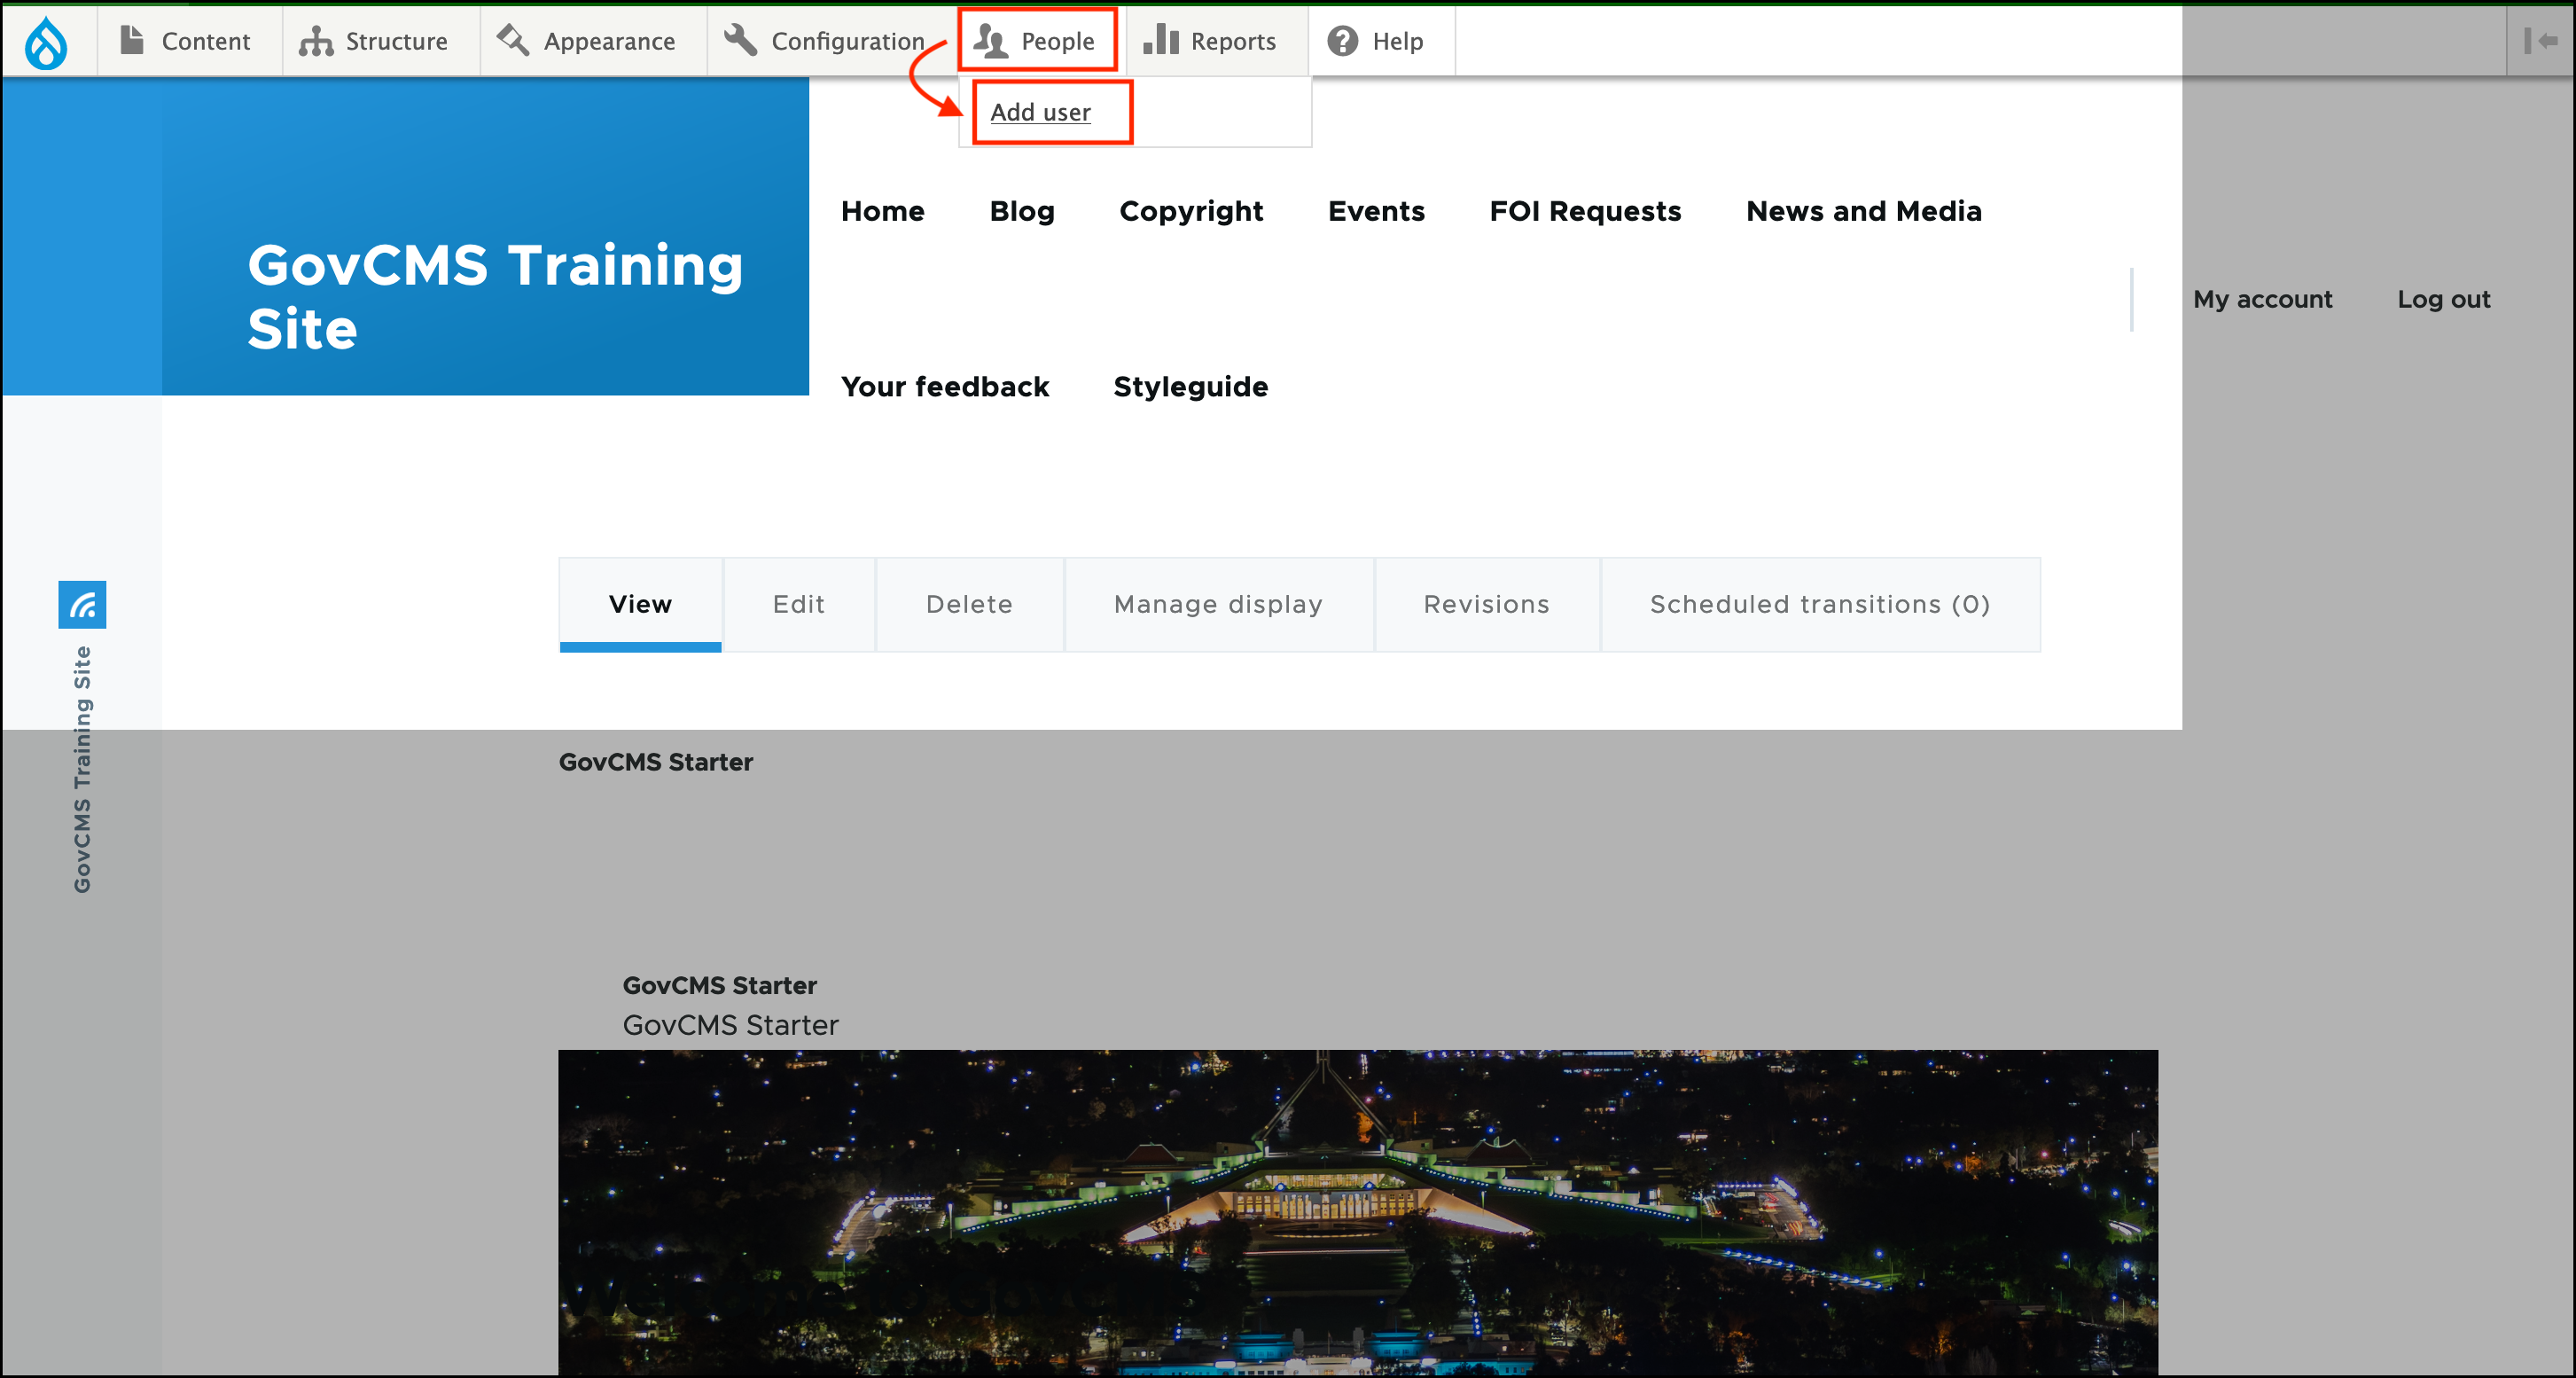 Content Structure Appearance Configuration People Reports Help
Add user
GovCMS Training
Site
Home Blog Copyright Events FOI Requests News and Media
My account Log out
Your feedback Styleguide
View Edit Delete Manage display Revisions Scheduled transitions (0)
GovCMS Training Site
GovCMS Starter
GovCMS Starter
GovCMS Starter